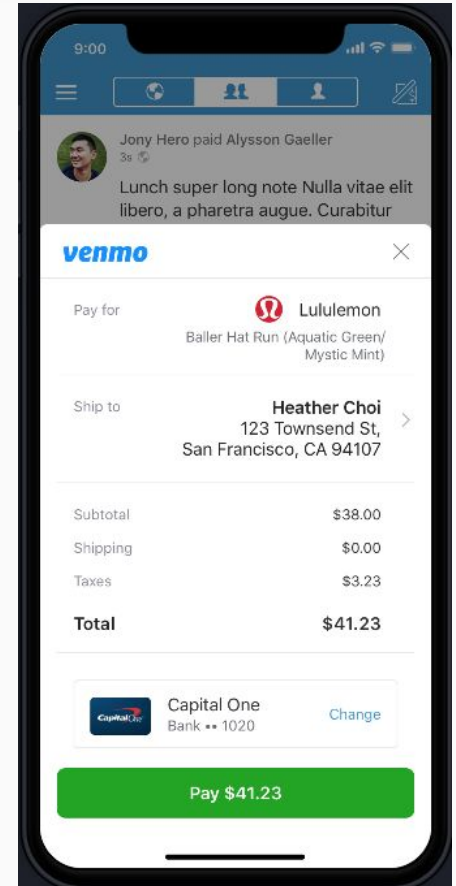 9:00
Jony Hero paid Alysson Gaeller
3s
Lunch super long note Nulla vitae elit
libero, a pharetra augue. Curabitur
venmo
Pay for
Lululemon
Baller Hat Run (Aquatic Green/
Mystic Mint)
Ship to
Heather Choi
123 Townsend St,
San Francisco, CA 94107
Subtotal $38.00
Shipping $0.00
Taxes $3.23
Total $41.23
Capital One
Capital One
Bank •• 1020
Change
Pay $41.23